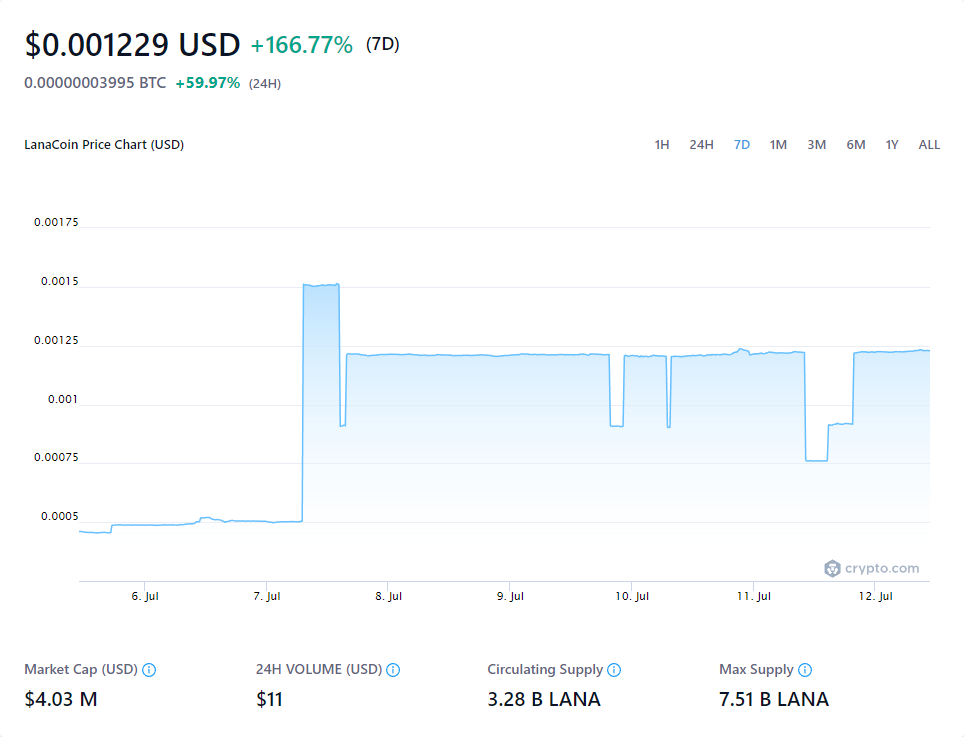 $0.001229 USD +166.77% (7D)
0.00000003995 BTC +59.97% (24H)
LanaCoin Price Chart (USD) 1H 24H 7D 1M 3M 6M 1Y ALL
0.00175
0.0015
0.00125
0.001
0.00075
0.0005
crypto.com
6. Jul 7. Jul 8. Jul 9. Jul 10. Jul 11. Jul 12. Jul
Market Cap (USD) 24H VOLUME (USD) Circulating Supply Max Supply
$4.03 M $11 3.28 B LANA 7.51 B LANA